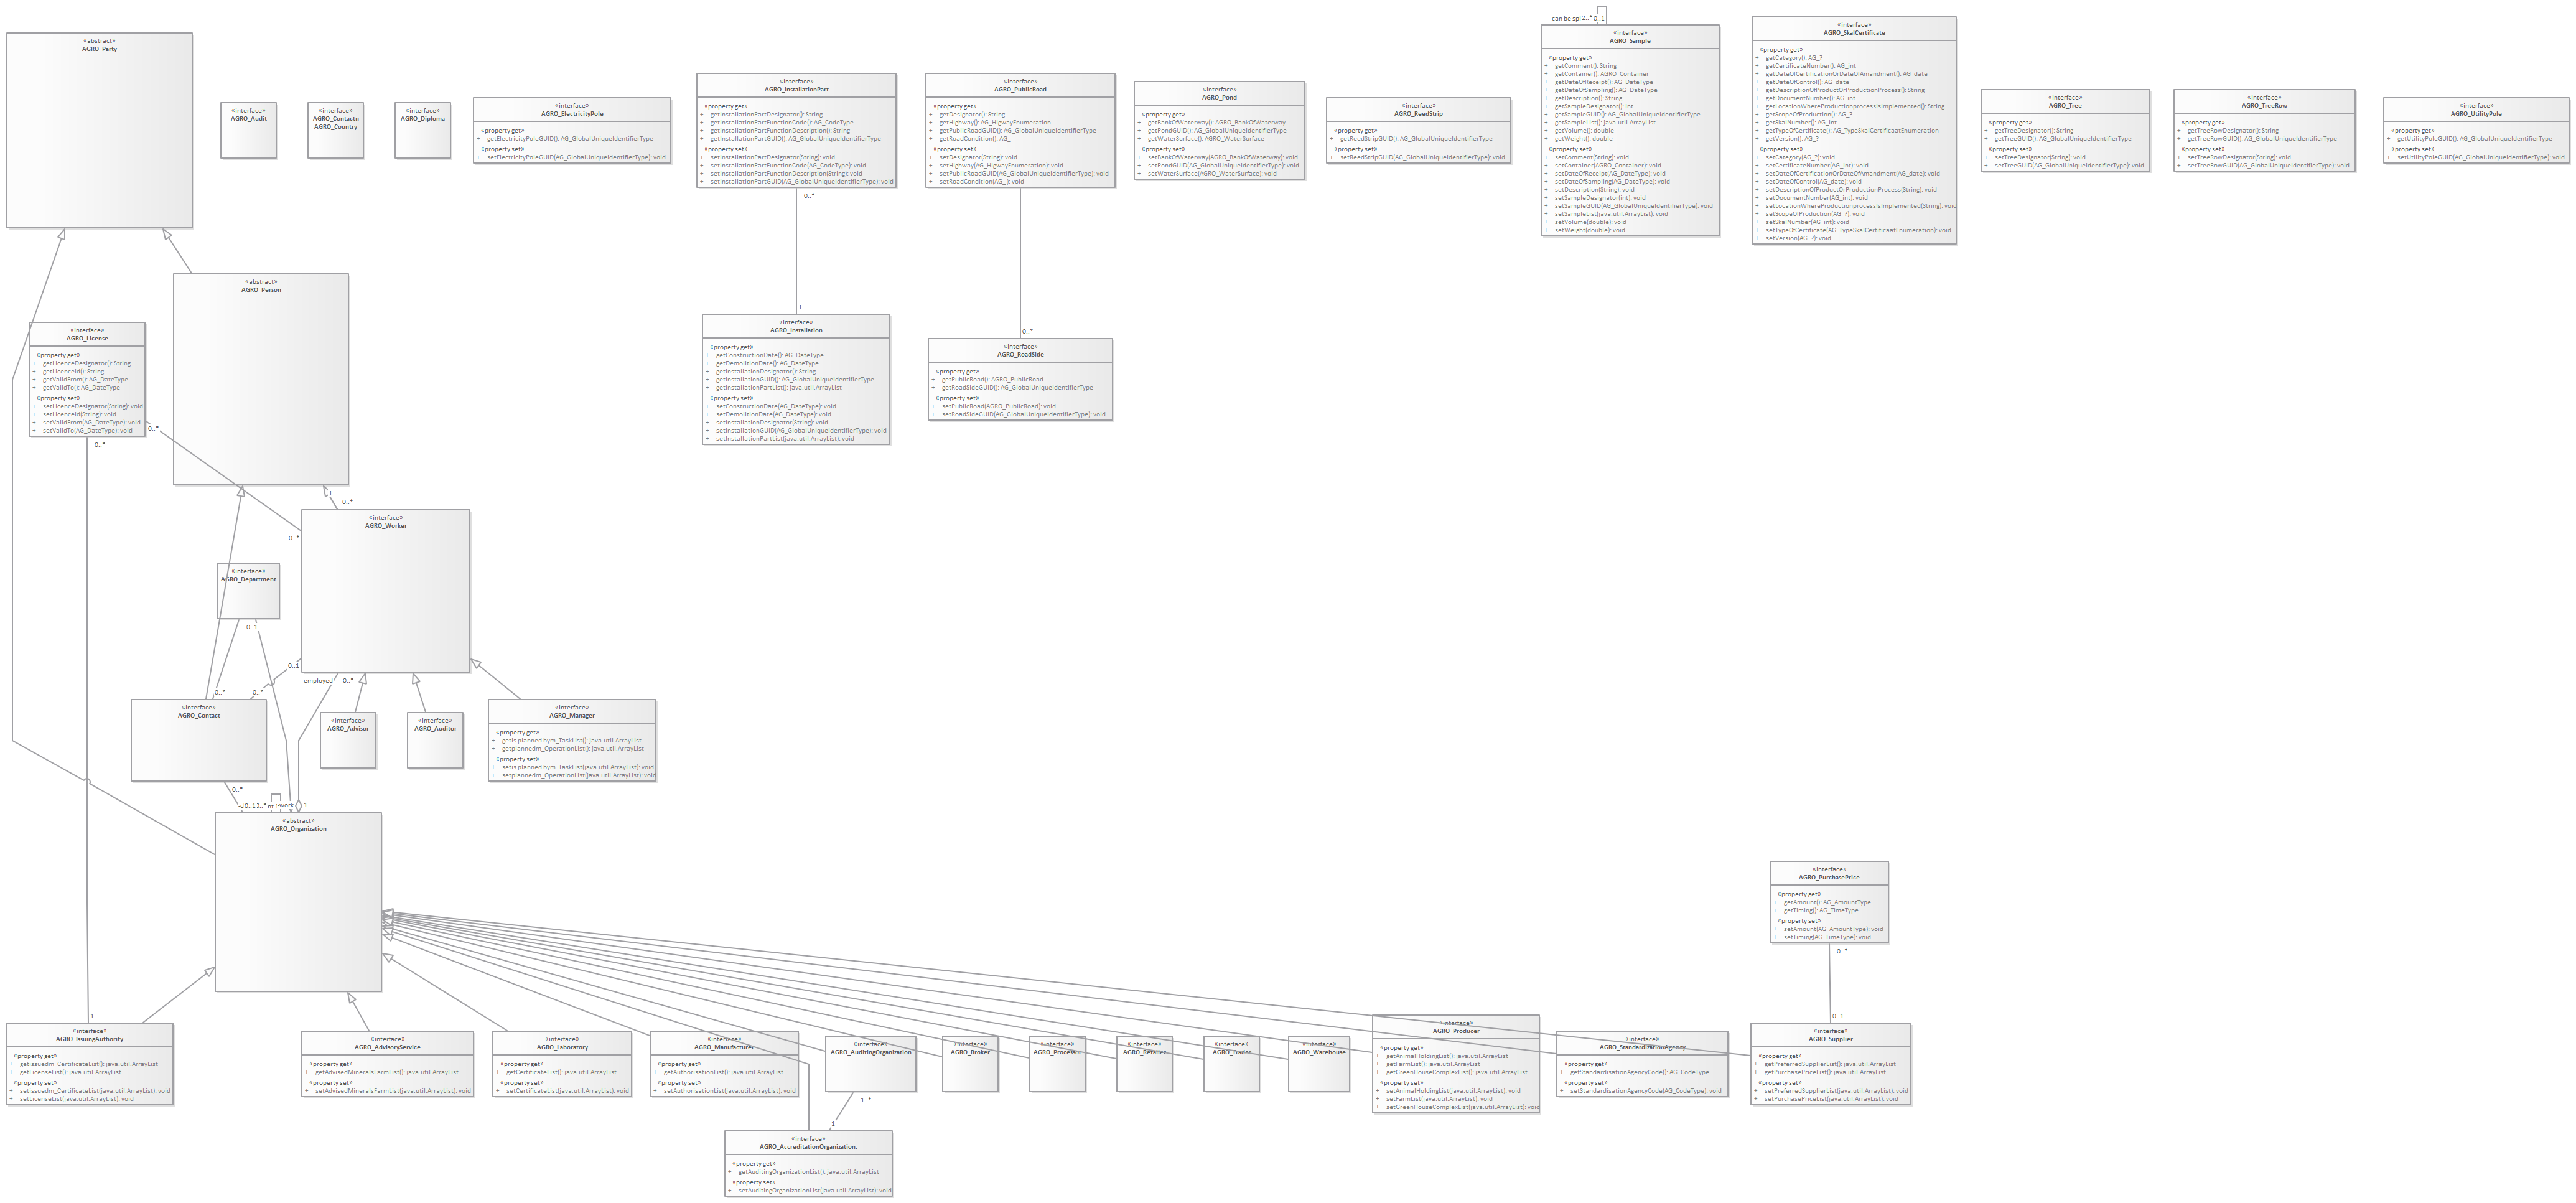 «abstract»
AGRO_Party
«interface»
AGRO_Audit
«interface»
AGRO_Contact::
AGRO_Country
«interface»
AGRO_Diploma
«interface»
AGRO_ElectricityPole
«property get»
+ getElectricityPoleGUID(): AG_GlobalUniqueIdentifierType
«property set»
+ setElectricityPoleGUID(AG_GlobalUniqueIdentifierType): void
«interface»
AGRO_InstallationPart
«property get»
+ getInstallationPartDesignator(): String
+ getInstallationPartFunctionCode(): AG_CodeType
+ getInstallationPartFunctionDescription(): String
+ getInstallationPartGUID(): AG_GlobalUniqueIdentifierType
«property set»
+ setInstallationPartDesignator(String): void
+ setInstallationPartFunctionCode(AG_CodeType): void
+ setInstallationPartFunctionDescription(String): void
+ setInstallationPartGUID(AG_GlobalUniqueIdentifierType): void
0..*
1
«interface»
AGRO_PublicRoad
«property get»
+ getDesignator(): String
+ getHighway(): AG_HigwayEnumeration
+ getPublicRoadGUID(): AG_GlobalUniqueIdentifierType
+ getRoadCondition(): AG_
«property set»
+ setDesignator(String): void
+ setHighway(AG_HigwayEnumeration): void
+ setPublicRoadGUID(AG_GlobalUniqueIdentifierType): void
+ setRoadCondition(AG_): void
0..*
«interface»
AGRO_Pond
«property get»
+ getBankOfWaterway(): AGRO_BankOfWaterway
+ getPondGUID(): AG_GlobalUniqueIdentifierType
+ getWaterSurface(): AGRO_WaterSurface
«property set»
+ setBankOfWaterway(AGRO_BankOfWaterway): void
+ setPondGUID(AG_GlobalUniqueIdentifierType): void
+ setWaterSurface(AGRO_WaterSurface): void
«interface»
AGRO_ReedStrip
«property get»
+ getReedStripGUID(): AG_GlobalUniqueIdentifierType
«property set»
+ setReedStripGUID(AG_GlobalUniqueIdentifierType): void
-can be spl 2..* 0..1
«interface»
AGRO_Sample
«property get»
+ getComment(): String
+ getContainer(): AGRO_Container
+ getDateOfReceipt(): AG_DateType
+ getDateOfSampling(): AG_DateType
+ getDescription(): String
+ getSampleDesignator(): int
+ getSampleGUID(): AG_GlobalUniqueIdentifierType
+ getSampleList(): java.util.ArrayList
+ getVolume(): double
+ getWeight(): double
«property set»
+ setComment(String): void
+ setContainer(AGRO_Container): void
+ setDateOfReceipt(AG_DateType): void
+ setDateOfSampling(AG_DateType): void
+ setDescription(String): void
+ setSampleDesignator(int): void
+ setSampleGUID(AG_GlobalUniqueIdentifierType): void
+ setSampleList(java.util.ArrayList): void
+ setVolume(double): void
+ setWeight(double): void
«interface»
AGRO_SkalCertificate
«property get»
+ getCategory(): AG_?
+ getCertificateNumber(): AG_int
+ getDateOfCertificationOrDateOfAmandment(): AG_date
+ getDateOfControl(): AG_date
+ getDescriptionOfProductOrProductionProcess(): String
+ getDocumentNumber(): AG_int
+ getLocationWhereProductionprocessIsImplemented(): String
+ getScopeOfProduction(): AG_?
+ getSkalNumber(): AG_int
+ getTypeOfCertificate(): AG_TypeSkalCertificaatEnumeration
+ getVersion(): AG_?
«property set»
+ setCategory(AG_?): void
+ setCertificateNumber(AG_int): void
+ setDateOfCertificationOrDateOfAmandment(AG_date): void
+ setDateOfControl(AG_date): void
+ setDescriptionOfProductOrProductionProcess(String): void
+ setDocumentNumber(AG_int): void
+ setLocationWhereProductionprocessIsImplemented(String): void
+ setScopeOfProduction(AG_?): void
+ setSkalNumber(AG_int): void
+ setTypeOfCertificate(AG_TypeSkalCertificaatEnumeration): void
+ setVersion(AG_?): void
«interface»
AGRO_Tree
«property get»
+ getTreeDesignator(): String
+ getTreeGUID(): AG_GlobalUniqueIdentifierType
«property set»
+ setTreeDesignator(String): void
+ setTreeGUID(AG_GlobalUniqueIdentifierType): void
«interface»
AGRO_TreeRow
«property get»
+ getTreeRowDesignator(): String
+ getTreeRowGUID(): AG_GlobalUniqueIdentifierType
«property set»
+ setTreeRowDesignator(String): void
+ setTreeRowGUID(AG_GlobalUniqueIdentifierType): void
«interface»
AGRO_UtilityPole
«property get»
+ getUtilityPoleGUID(): AG_GlobalUniqueIdentifierType
«property set»
+ setUtilityPoleGUID(AG_GlobalUniqueIdentifierType): void
«abstract»
AGRO_Person
«interface»
AGRO_License
«property get»
+ getLicenceDesignator(): String
+ getLicenceId(): String
+ getValidFrom(): AG_DateType
+ getValidTo(): AG_DateType
«property set»
+ setLicenceDesignator(String): void
+ setLicenceId(String): void
+ setValidFrom(AG_DateType): void
+ setValidTo(AG_DateType): void
0..*
0..*
«interface»
AGRO_Installation
«property get»
+ getConstructionDate(): AG_DateType
+ getDemolitionDate(): AG_DateType
+ getInstallationDesignator(): String
+ getInstallationGUID(): AG_GlobalUniqueIdentifierType
+ getInstallationPartList(): java.util.ArrayList
«property set»
+ setConstructionDate(AG_DateType): void
+ setDemolitionDate(AG_DateType): void
+ setInstallationDesignator(String): void
+ setInstallationGUID(AG_GlobalUniqueIdentifierType): void
+ setInstallationPartList(java.util.ArrayList): void
«interface»
AGRO_RoadSide
«property get»
+ getPublicRoad(): AGRO_PublicRoad
+ getRoadSideGUID(): AG_GlobalUniqueIdentifierType
«property set»
+ setPublicRoad(AGRO_PublicRoad): void
+ setRoadSideGUID(AG_GlobalUniqueIdentifierType): void
1
0..*
«interface»
AGRO_Worker
0..*
«interface»
AGRO_Department
0..1
0..1
-employed 0..*
0..*
0..*
«interface»
AGRO_Contact
«interface»
AGRO_Advisor
«interface»
AGRO_Auditor
«interface»
AGRO_Manager
«property get»
+ getis planned bym_TaskList(): java.util.ArrayList
+ getplannedm_OperationList(): java.util.ArrayList
«property set»
+ setis planned bym_TaskList(java.util.ArrayList): void
+ setplannedm_OperationList(java.util.ArrayList): void
0..*
0..1 0..* nt -work 1
«abstract»
AGRO_Organization
«interface»
AGRO_PurchasePrice
«property get»
+ getAmount(): AG_AmountType
+ getTiming(): AG_TimeType
«property set»
+ setAmount(AG_AmountType): void
+ setTiming(AG_TimeType): void
0..*
0..1
1
«interface»
AGRO_IssuingAuthority
«property get»
+ getissuedm_CertificateList(): java.util.ArrayList
+ getLicenseList(): java.util.ArrayList
«property set»
+ setissuedm_CertificateList(java.util.ArrayList): void
+ setLicenseList(java.util.ArrayList): void
«interface»
AGRO_AdvisoryService
«property get»
+ getAdvisedMineralsFarmList(): java.util.ArrayList
«property set»
+ setAdvisedMineralsFarmList(java.util.ArrayList): void
«interface»
AGRO_Laboratory
«property get»
+ getCertificateList(): java.util.ArrayList
«property set»
+ setCertificateList(java.util.ArrayList): void
«interface»
AGRO_Manufacturer
«property get»
+ getAuthorisationList(): java.util.ArrayList
«property set»
+ setAuthorisationList(java.util.ArrayList): void
«interface»
AGRO_AuditingOrganization
«interface»
AGRO_Broker
«interface»
AGRO_Processor
«interface»
AGRO_Retailer
«interface»
AGRO_Trader
«interface»
AGRO_Warehouse
«interface»
AGRO_Producer
«property get»
+ getAnimalHoldingList(): java.util.ArrayList
+ getFarmList(): java.util.ArrayList
+ getGreenHouseComplexList(): java.util.ArrayList
«property set»
+ setAnimalHoldingList(java.util.ArrayList): void
+ setFarmList(java.util.ArrayList): void
+ setGreenHouseComplexList(java.util.ArrayList): void
«interface»
AGRO_StandardizationAgency
«property get»
+ getStandardisationAgencyCode(): AG_CodeType
«property set»
+ setStandardisationAgencyCode(AG_CodeType): void
«interface»
AGRO_Supplier
«property get»
+ getPreferredSupplierList(): java.util.ArrayList
+ getPurchasePriceList(): java.util.ArrayList
«property set»
+ setPreferredSupplierList(java.util.ArrayList): void
+ setPurchasePriceList(java.util.ArrayList): void
1..*
1
«interface»
AGRO_AccreditationOrganization.
«property get»
+ getAuditingOrganizationList(): java.util.ArrayList
«property set»
+ setAuditingOrganizationList(java.util.ArrayList): void